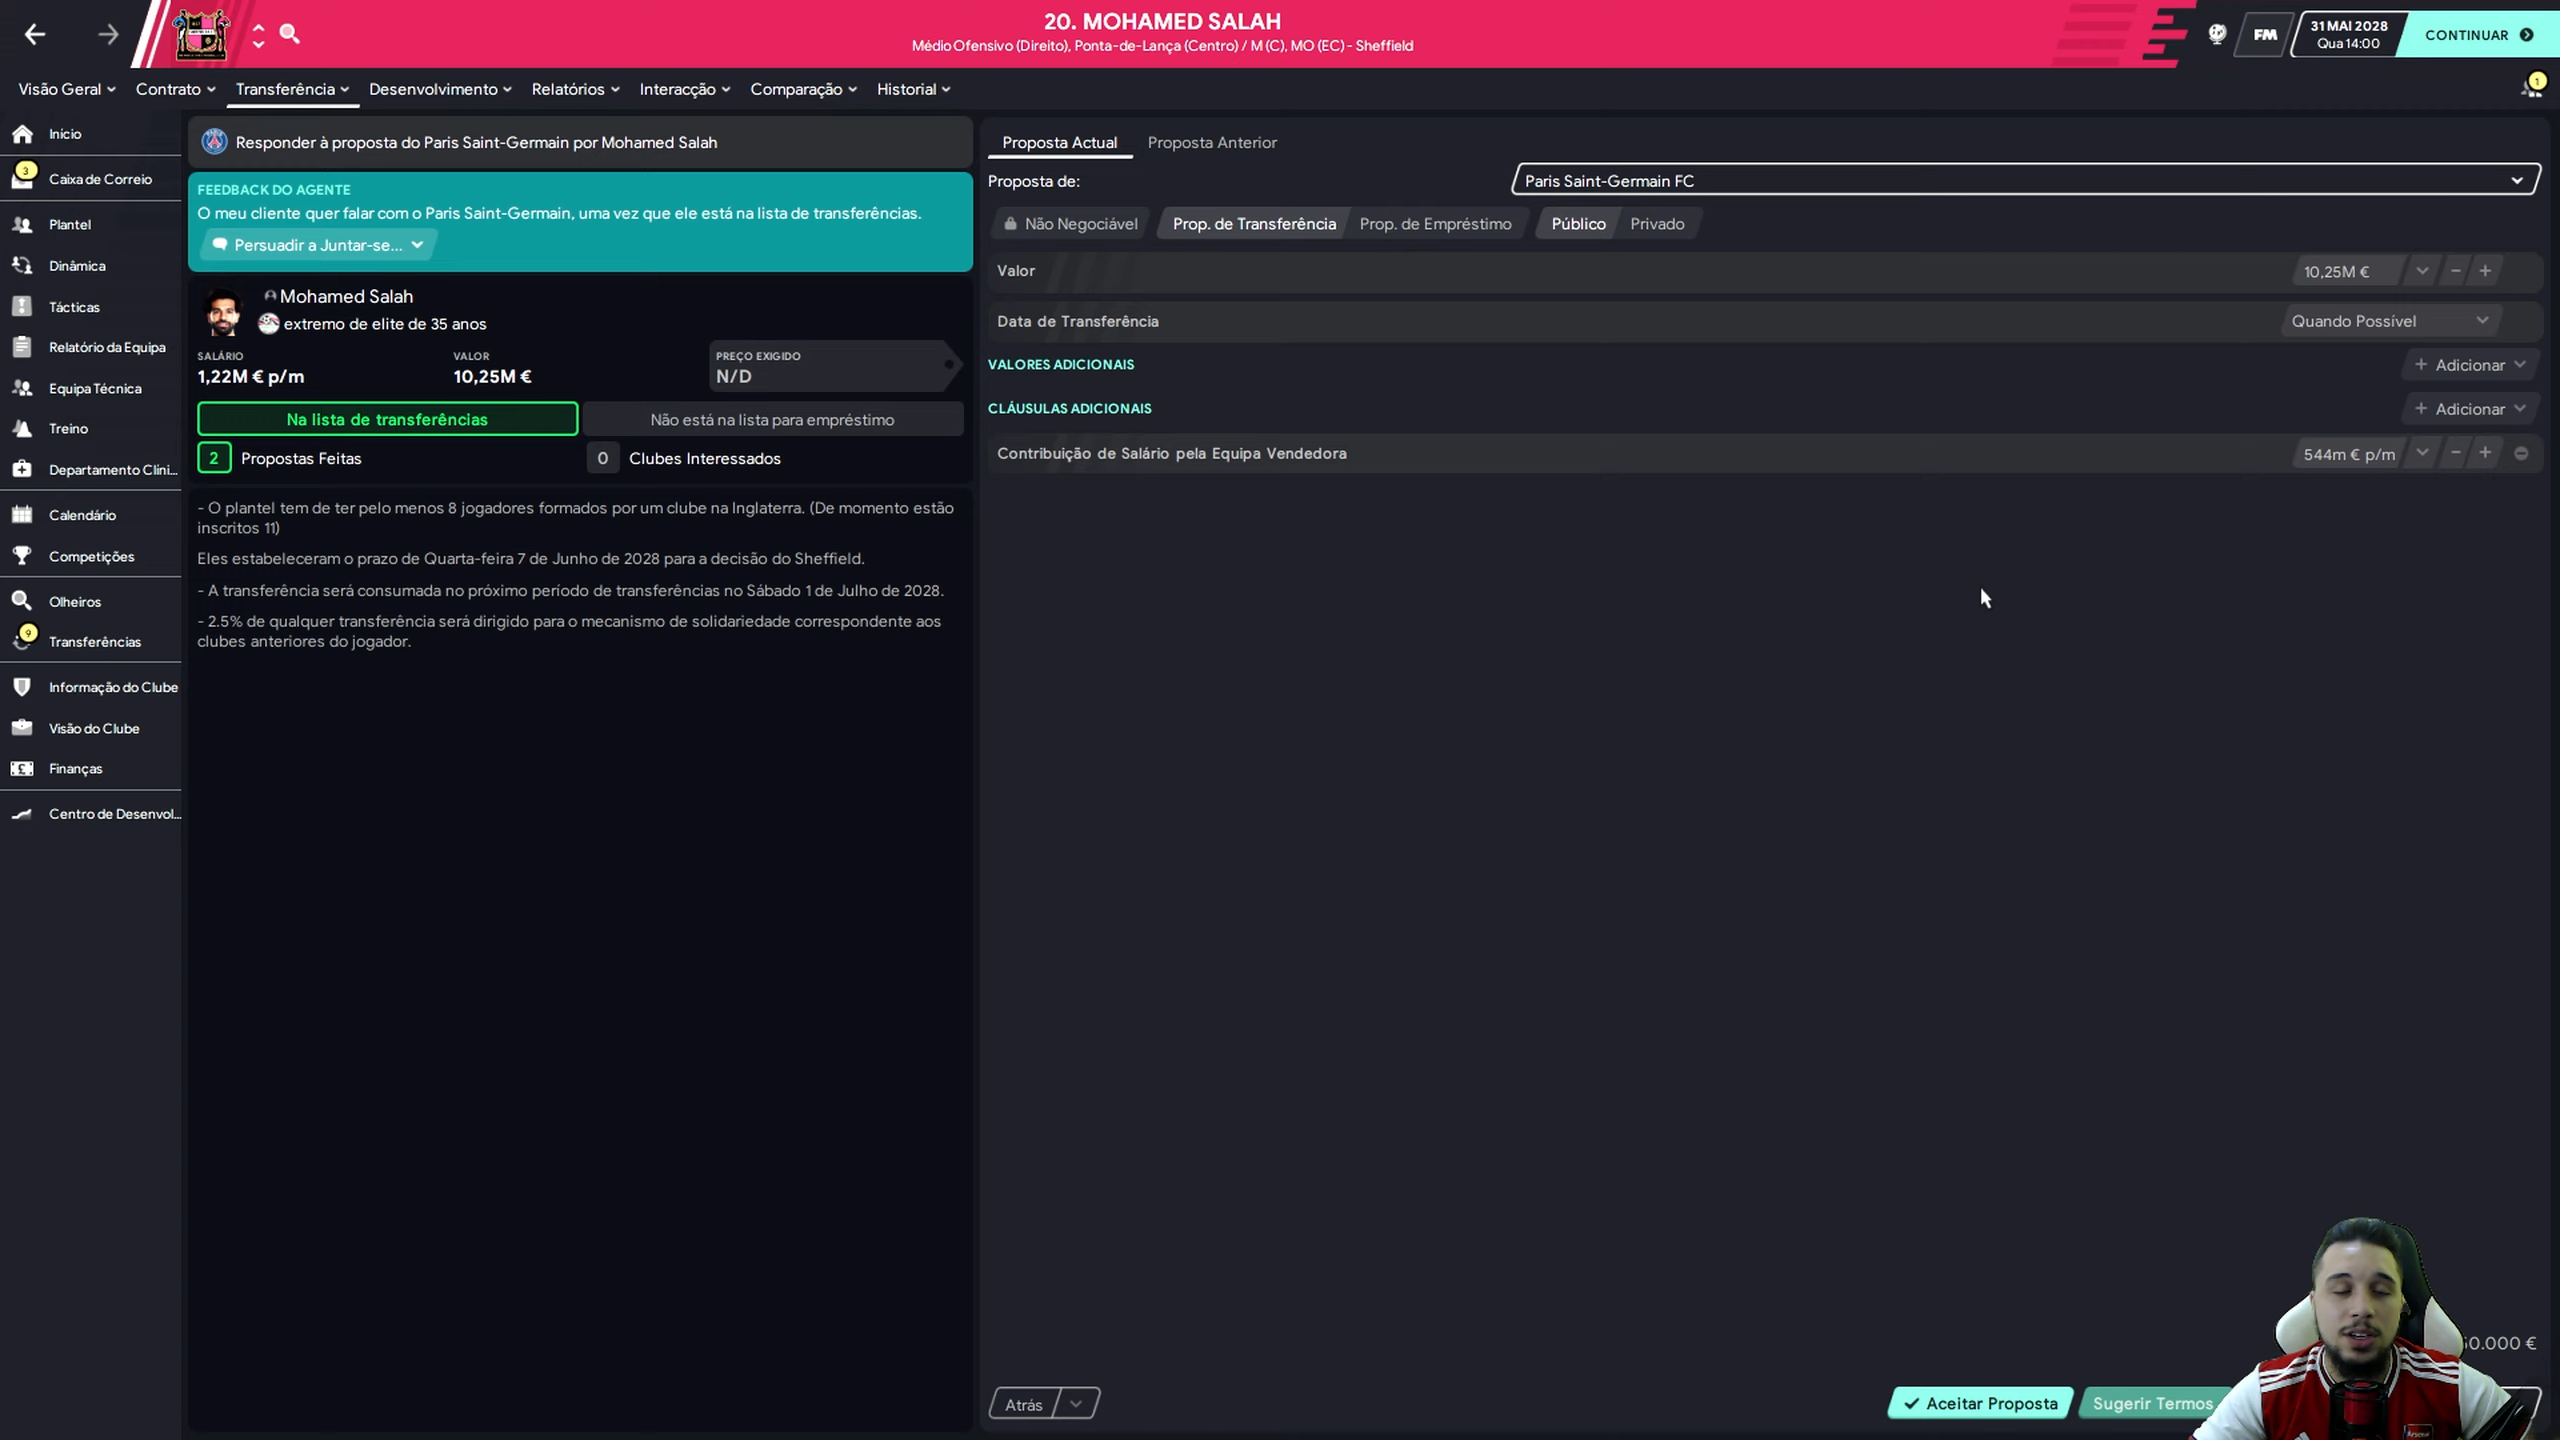 20. MOHAMED SALAH
Médio Ofensivo (Direito), Ponta-de-Lança (Centro) / M (C), MO (EC) - Sheffield
FM
31 MAI 2028
Qua 14:00
CONTINUAR
Visão Geral
Contrato
Transferência
Desenvolvimento
Relatórios
Interacção
Comparação
Historial
1
Início
3
Caixa de Correio
Plantel
Dinâmica
Tácticas
Relatório da Equipa
Equipa Técnica
Treino
Departamento Clíni...
Calendário
Competições
Olheiros
9
Transferências
Informação do Clube
Visão do Clube
Finanças
Centro de Desenvol...
Responder à proposta do Paris Saint-Germain por Mohamed Salah
FEEDBACK DO AGENTE
O meu cliente quer falar com o Paris Saint-Germain, uma vez que ele está na lista de transferências.
Persuadir a Juntar-se...
Mohamed Salah
extremo de elite de 35 anos
SALÁRIO
1,22M € p/m
VALOR
10,25M €
PREÇO EXIGIDO
N/D
Na lista de transferências
Não está na lista para empréstimo
2 Propostas Feitas
0 Clubes Interessados
- O plantel tem de ter pelo menos 8 jogadores formados por um clube na Inglaterra. (De momento estão
inscritos 11)
Eles estabeleceram o prazo de Quarta-feira 7 de Junho de 2028 para a decisão do Sheffield.
- A transferência será consumada no próximo período de transferências no Sábado 1 de Julho de 2028.
- 2.5% de qualquer transferência será dirigido para o mecanismo de solidariedade correspondente aos
clubes anteriores do jogador.
Proposta Actual
Proposta Anterior
Proposta de:
Paris Saint-Germain FC
Não Negociável
Prop. de Transferência
Prop. de Empréstimo
Público
Privado
Valor
10,25M €
Data de Transferência
Quando Possível
VALORES ADICIONAIS
+ Adicionar
CLÁUSULAS ADICIONAIS
+ Adicionar
Contribuição de Salário pela Equipa Vendedora
544m € p/m
0.000 €
Atrás
Aceitar Proposta
Sugerir Termos